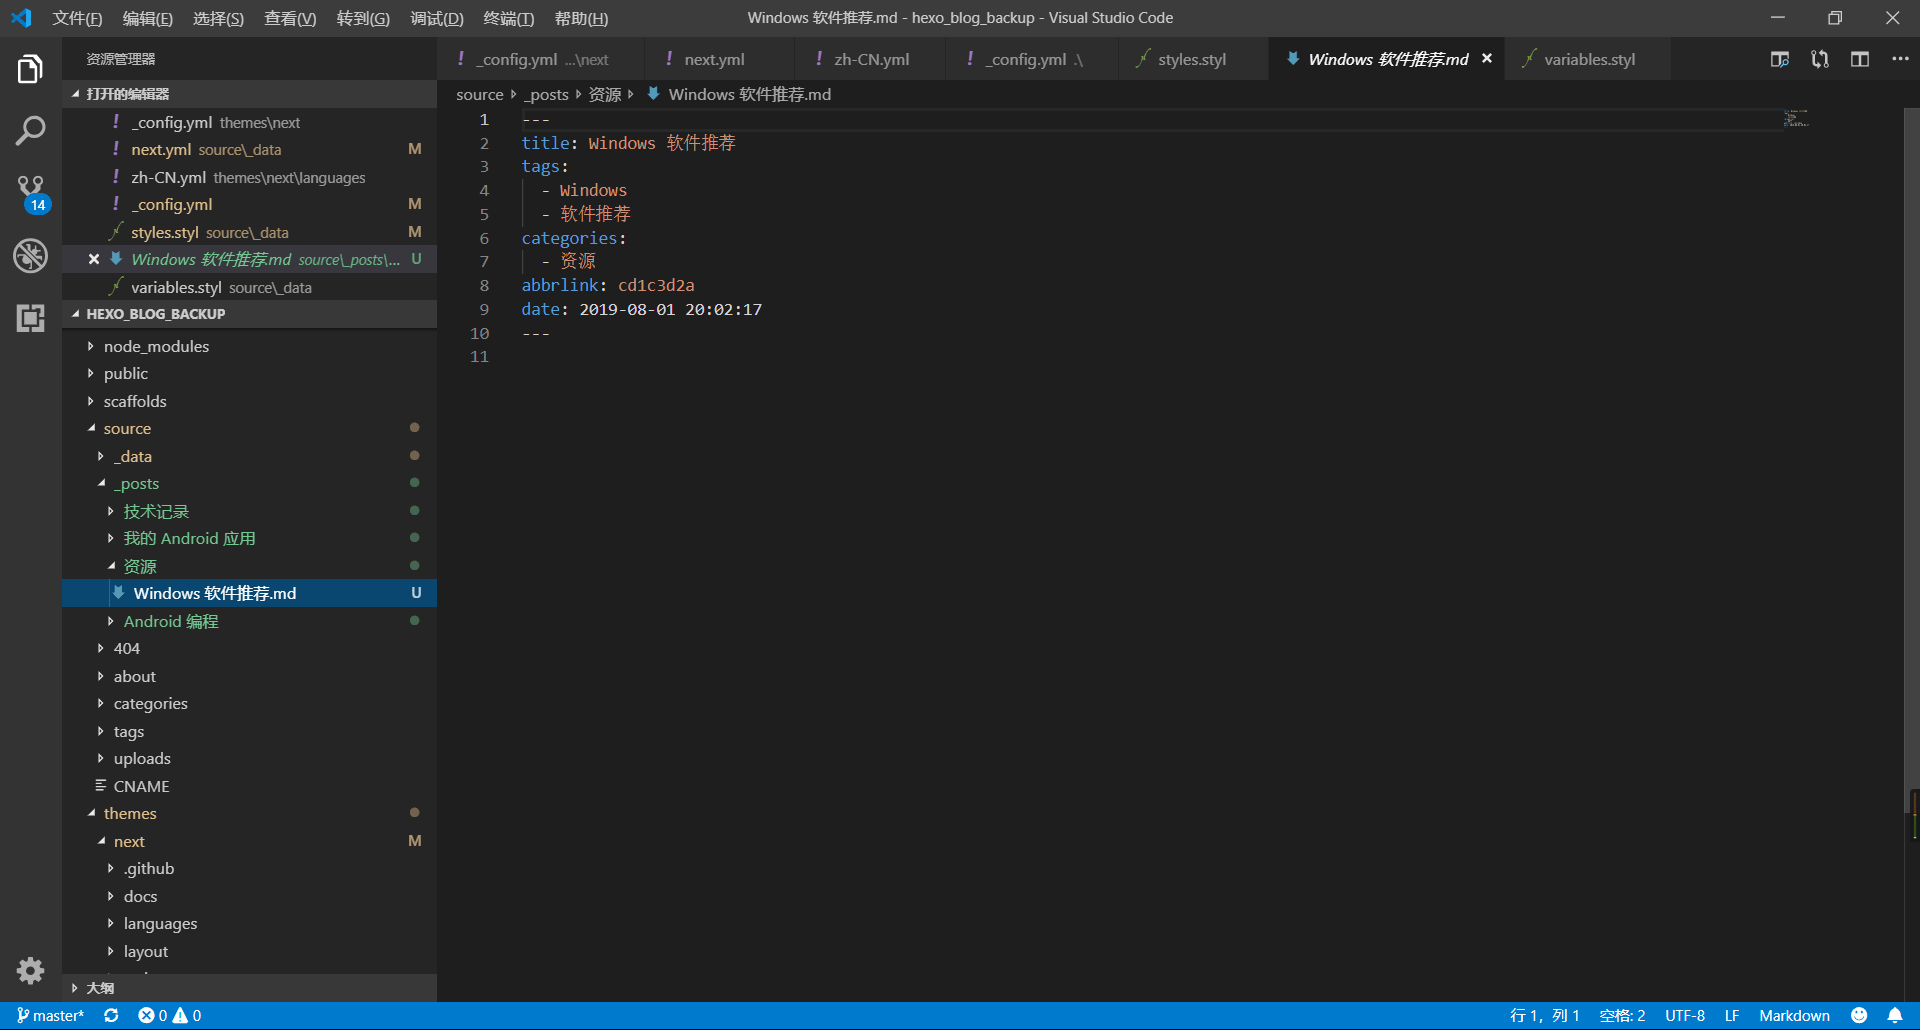 文件(F) 编辑(E) 选择(S) 查看(V) 转到(G) 调试(D) 终端(T) 帮助(H)
Windows 软件推荐.md - hexo_blog_backup - Visual Studio Code
资源管理器
_config.yml ...\next
next.yml
zh-CN.yml
_config.yml .\
styles.styl
Windows 软件推荐.md
variables.styl
打开的编辑器
_config.yml themes\next
next.yml source\_data M
zh-CN.yml themes\next\languages
_config.yml M
styles.styl source\_data M
Windows 软件推荐.md source\_posts\... U
variables.styl source\_data
14
HEXO_BLOG_BACKUP
node_modules
public
scaffolds
source
_data
_posts
技术记录
我的 Android 应用
资源
Windows 软件推荐.md U
Android 编程
404
about
categories
tags
uploads
CNAME
themes
next M
.github
docs
languages
layout
大纲
source _posts 资源 Windows 软件推荐.md
1 ---
2 title: Windows 软件推荐
3 tags:
4 - Windows
5 - 软件推荐
6 categories:
7 - 资源
8 abbrlink: cd1c3d2a
9 date: 2019-08-01 20:02:17
10 ---
11
master* 0 0
行 1，列 1 空格: 2 UTF-8 LF Markdown